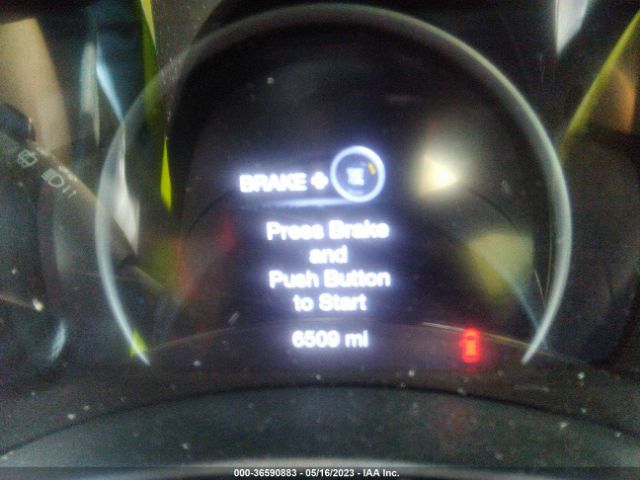 BRAKE +
Press Brake
and
Push Button
to Start
6509 mi
000-36590883 - 05/16/2023 - IAA Inc.